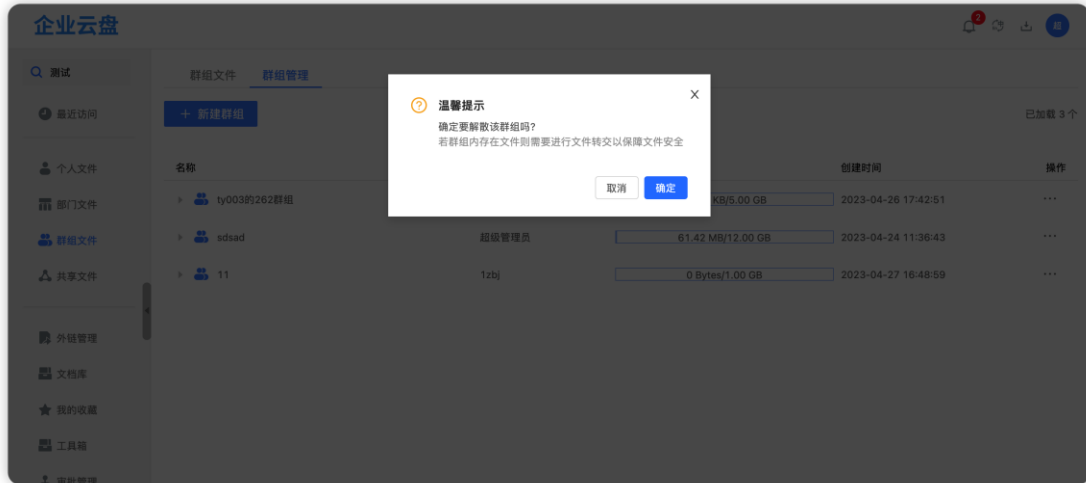 企业云盘
2
超
测试
群组文件 群组管理
最近访问
+ 新建群组
已加载 3 个
温馨提示
确定要解散该群组吗?
若群组内存在文件则需要进行文件转交以保障文件安全
取消 确定
个人文件
名称 创建时间 操作
部门文件
ty003的262群组 KB/5.00 GB 2023-04-26 17:42:51 ...
群组文件
sdsad 超级管理员 61.42 MB/12.00 GB 2023-04-24 11:36:43 ...
共享文件
11 1zbj 0 Bytes/1.00 GB 2023-04-27 16:48:59 ...
外链管理
文档库
我的收藏
工具箱
审批管理